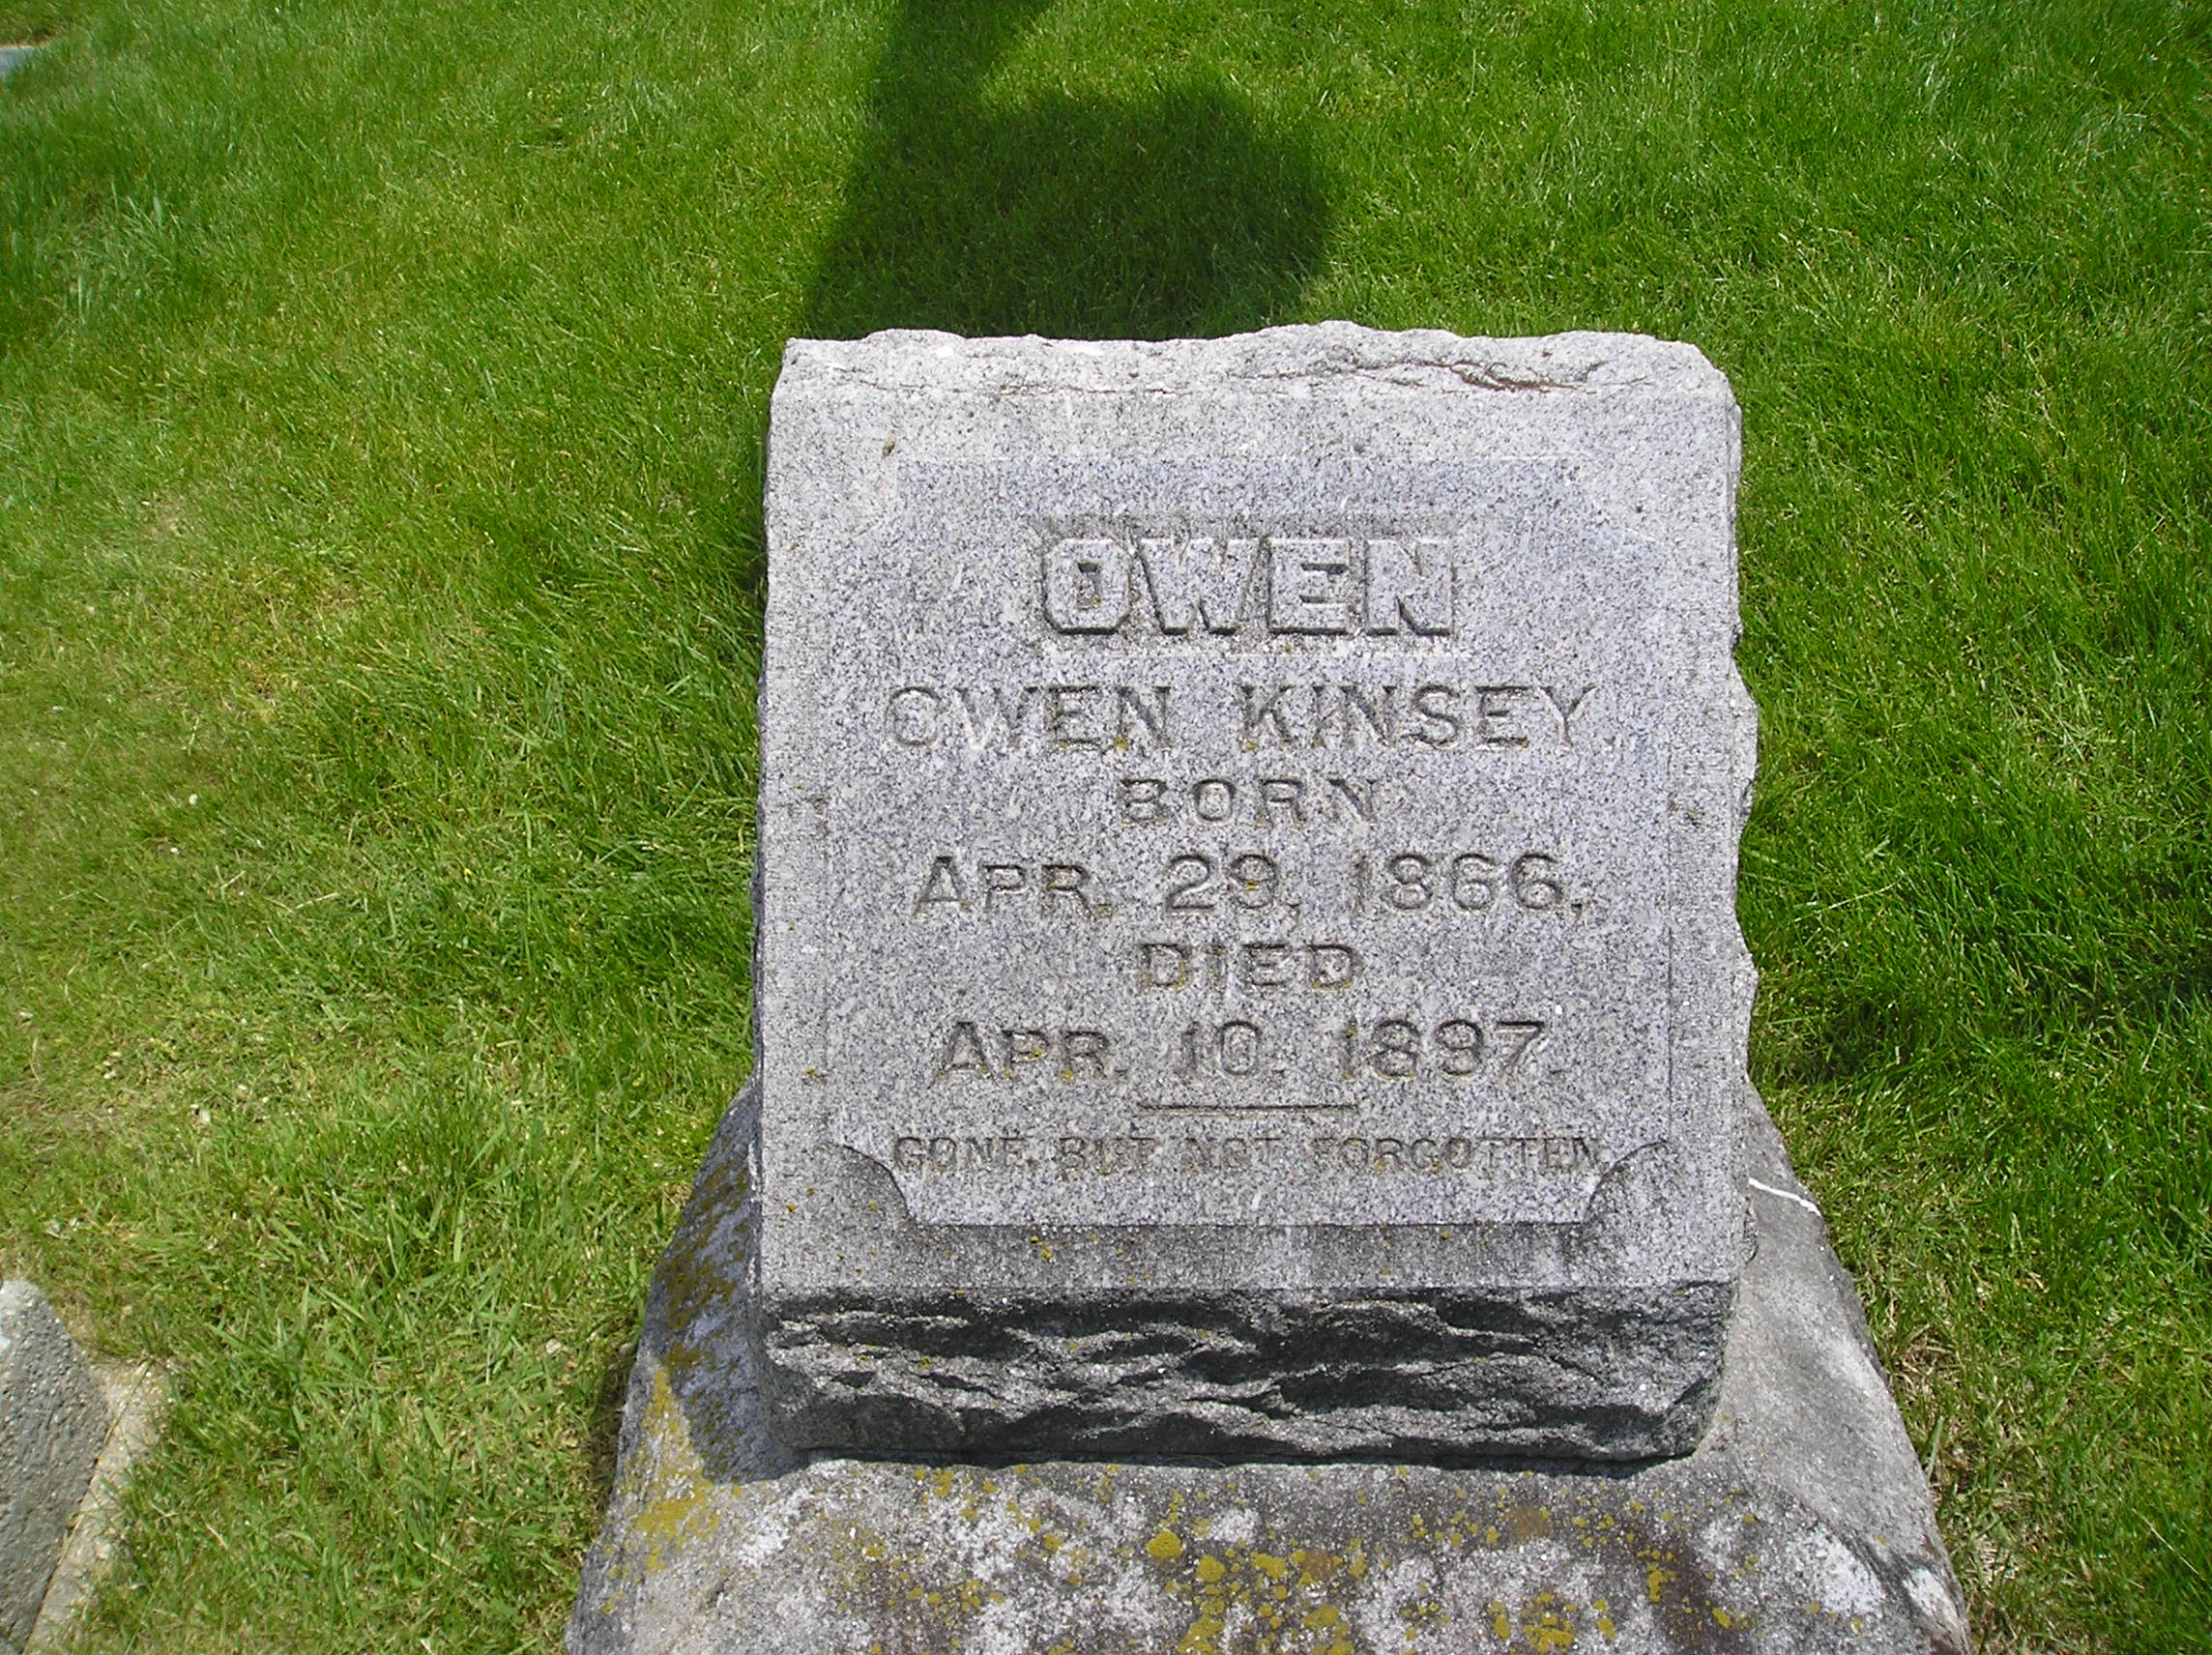 OWEN
OWEN KINSEY.
BORN
APR. 29, 1866,
DIED
APR. 10, 1897.
GONE, BUT NOT FORGOTTEN.